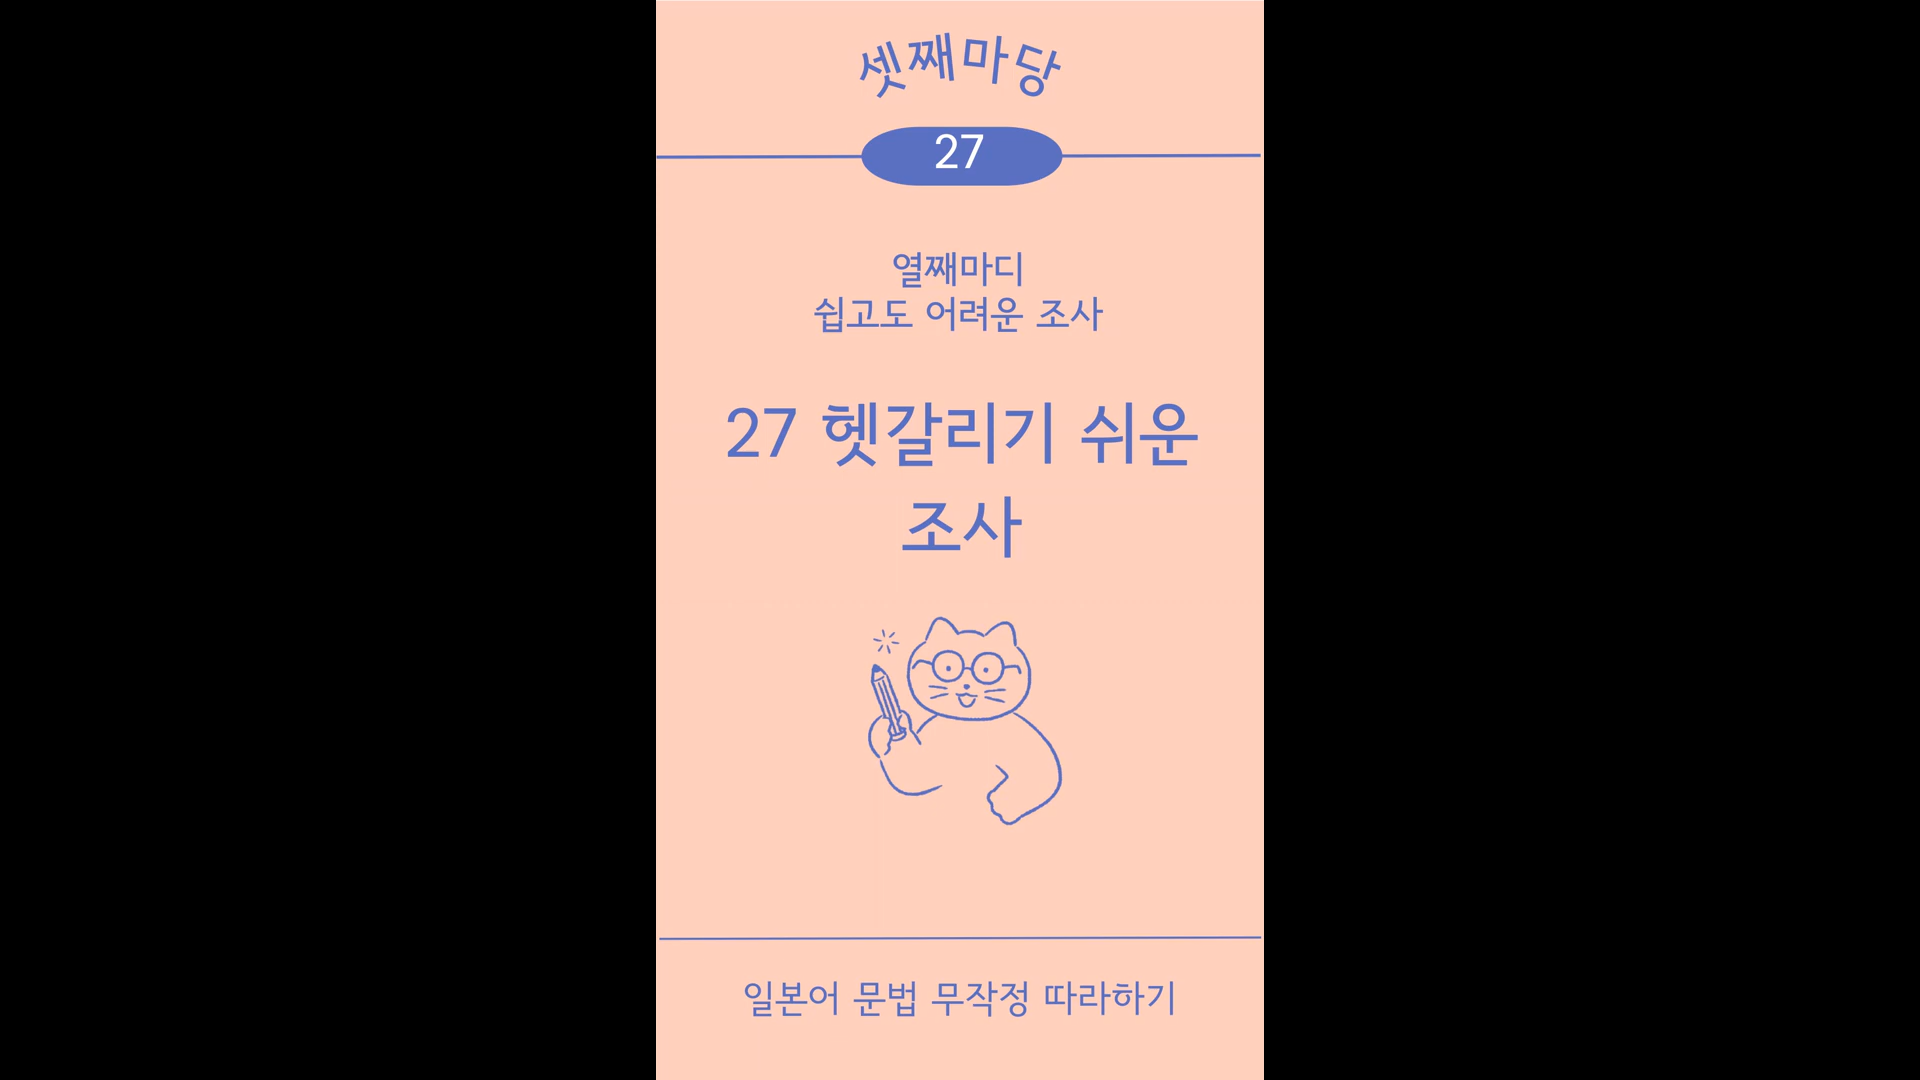 셋째마당
27
열째마디
쉽고도 어려운 조사
27 헷갈리기 쉬운
조사
일본어 문법 무작정 따라하기